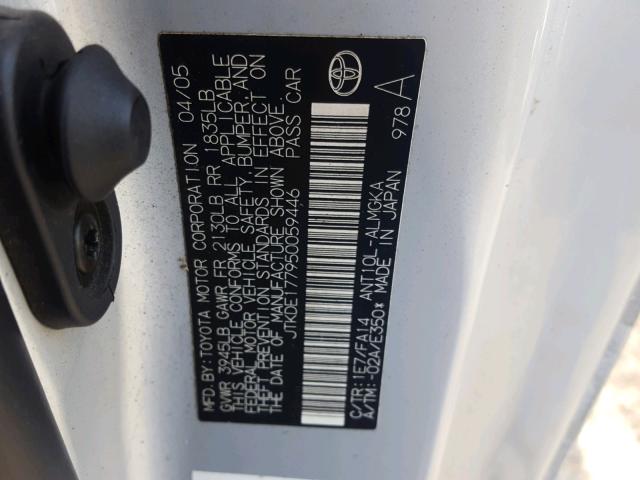 MFD.BY:TOYOTA MOTOR CORPORATION 04/05
GVWR 3945LB GAWR FR 2130LB RR 1835LB
THIS VEHICLE CONFORMS TO ALL APPLICABLE
FEDERAL MOTOR VEHICLE SAFETY, BUMPER, AND
THEFT PREVENTION STANDARDS IN EFFECT ON
THE DATE OF MANUFACTURE SHOWN ABOVE.
JTKDE177950059446 PASS CAR
C/TR:1E7/FA14 ANT10L-ALMGKA
A/TM:-02A/E350* MADE IN JAPAN
978 A